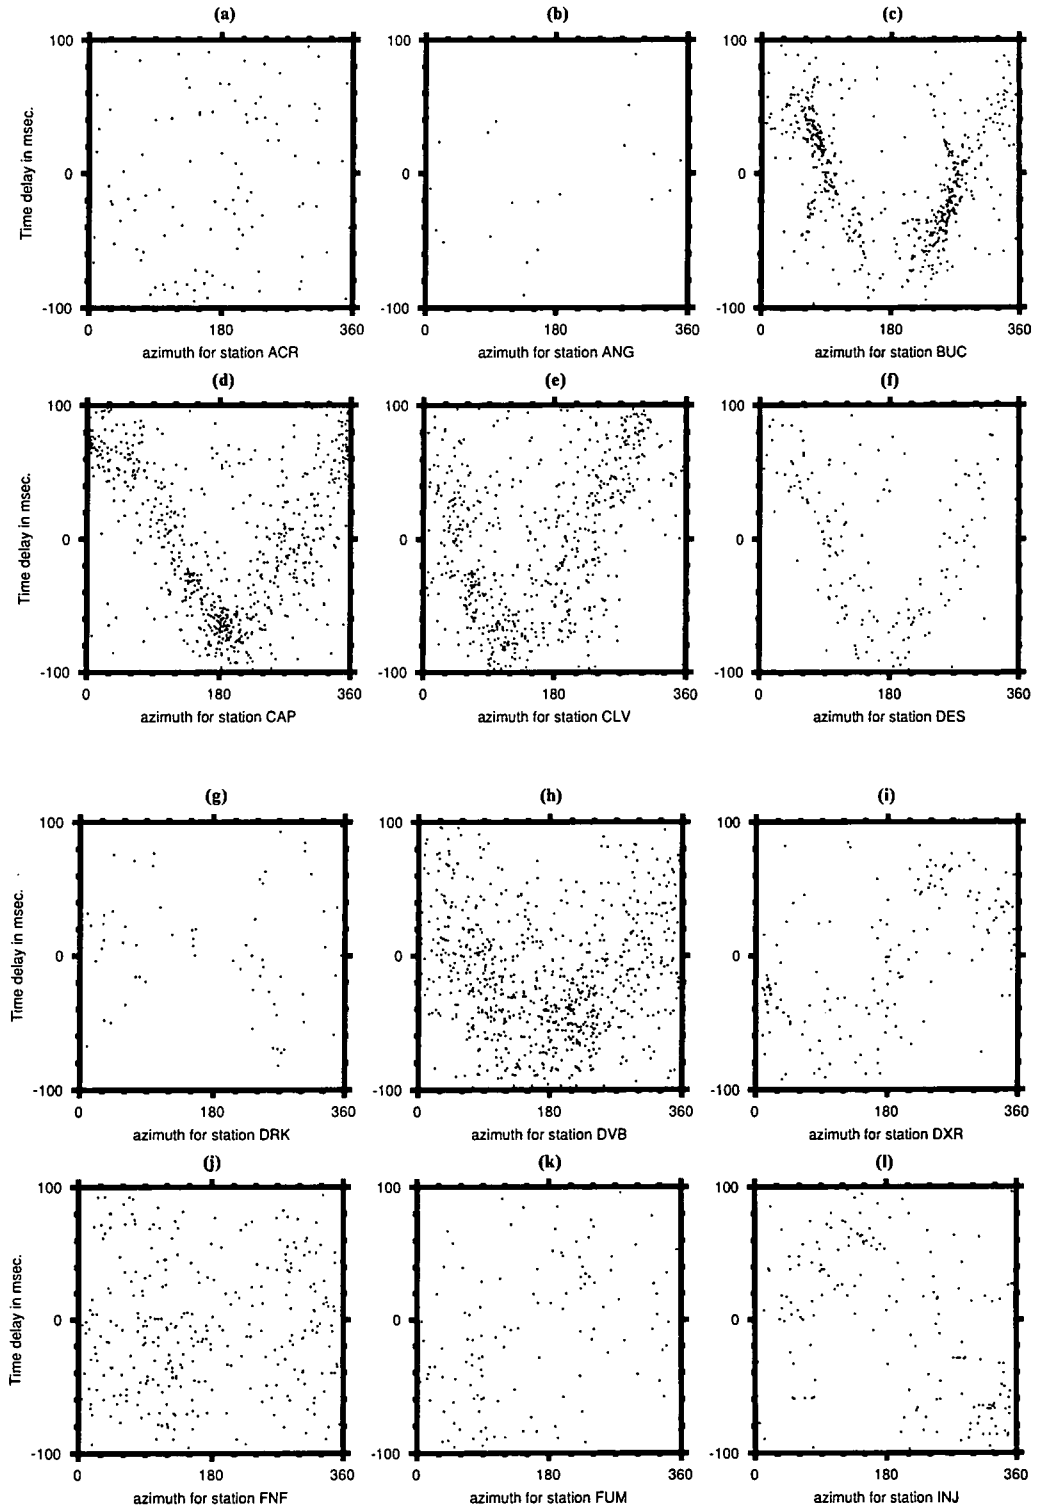 (a) (b) (c)
100 100 100
Time delay in msec.
0 0 0
-100 -100 -100
0 180 360 0 180 360 0 180 360
azimuth for station ACR azimuth for station ANG azimuth for station BUC
(d) (e) (f)
100 100 100
Time delay in msec.
0 0 0
-100 -100 -100
0 180 360 0 180 360 0 180 360
azimuth for station CAP azimuth for station CLV azimuth for station DES
(g) (h) (i)
100 100 100
Time delay in msec.
0 0 0
-100 -100 -100
0 180 360 0 180 360 0 180 360
azimuth for station DRK azimuth for station DVB azimuth for station DXR
(j) (k) (l)
100 100 100
Time delay in msec.
0 0 0
-100 -100 -100
0 180 360 0 180 360 0 180 360
azimuth for station FNF azimuth for station FUM azimuth for station INJ